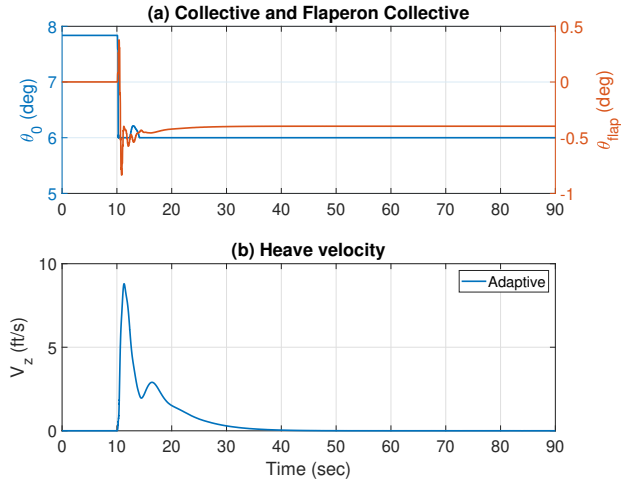 (a) Collective and Flaperon Collective
8
7
6
5
θ0 (deg)
0.5
0
-0.5
-1
θflap (deg)
0 10 20 30 40 50 60 70 80 90
(b) Heave velocity
10
5
0
Vz (ft/s)
Adaptive
0 10 20 30 40 50 60 70 80 90
Time (sec)